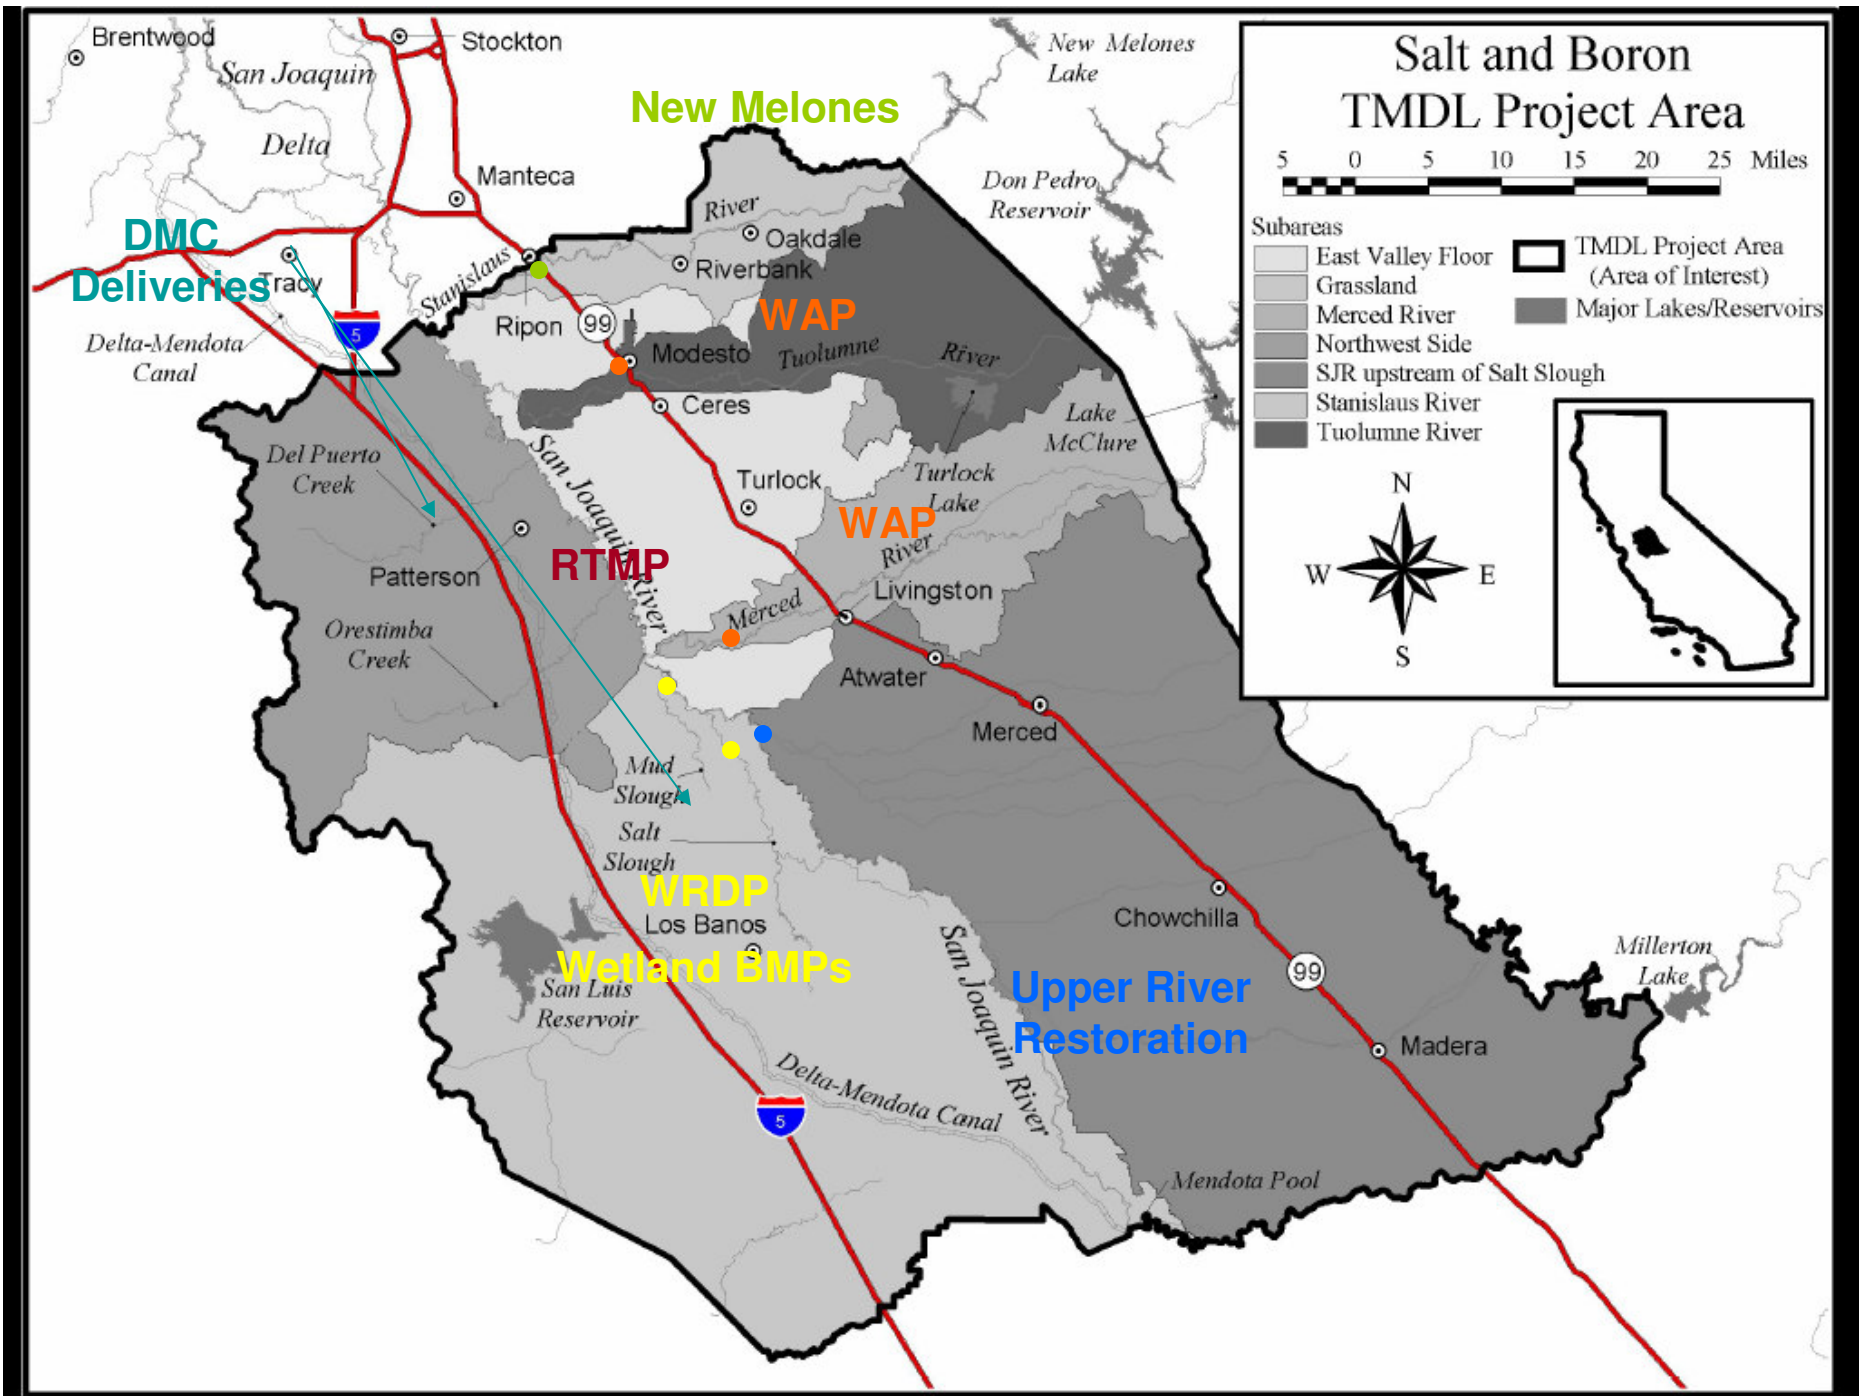 Salt and Boron
TMDL Project Area
5 0 5 10 15 20 25 Miles
Subareas
East Valley Floor
Grassland
Merced River
Northwest Side
SJR upstream of Salt Slough
Stanislaus River
Tuolumne River
TMDL Project Area
(Area of Interest)
Major Lakes/Reservoirs
N
W
E
S
Brentwood
Stockton
San Joaquin
Delta
New Melones
Lake
New Melones
Manteca
Don Pedro
Reservoir
River
Oakdale
Riverbank
DMC
Deliveries
Tracy
Stanislaus
5
Delta-Mendota
Canal
Ripon
99
WAP
Modesto
Tuolumne
River
Ceres
Lake
McClure
Del Puerto
Creek
San Joaquin River
Turlock
Turlock
Lake
WAP
River
RTMP
Patterson
Livingston
Merced
Orestimba
Creek
Atwater
Merced
Mud
Slough
Salt
Slough
WRDP
Los Banos
Wetland BMPs
San Luis
Reservoir
Chowchilla
99
Millerton
Lake
San Joaquin River
Upper River
Restoration
Madera
Delta-Mendota Canal
5
Mendota Pool